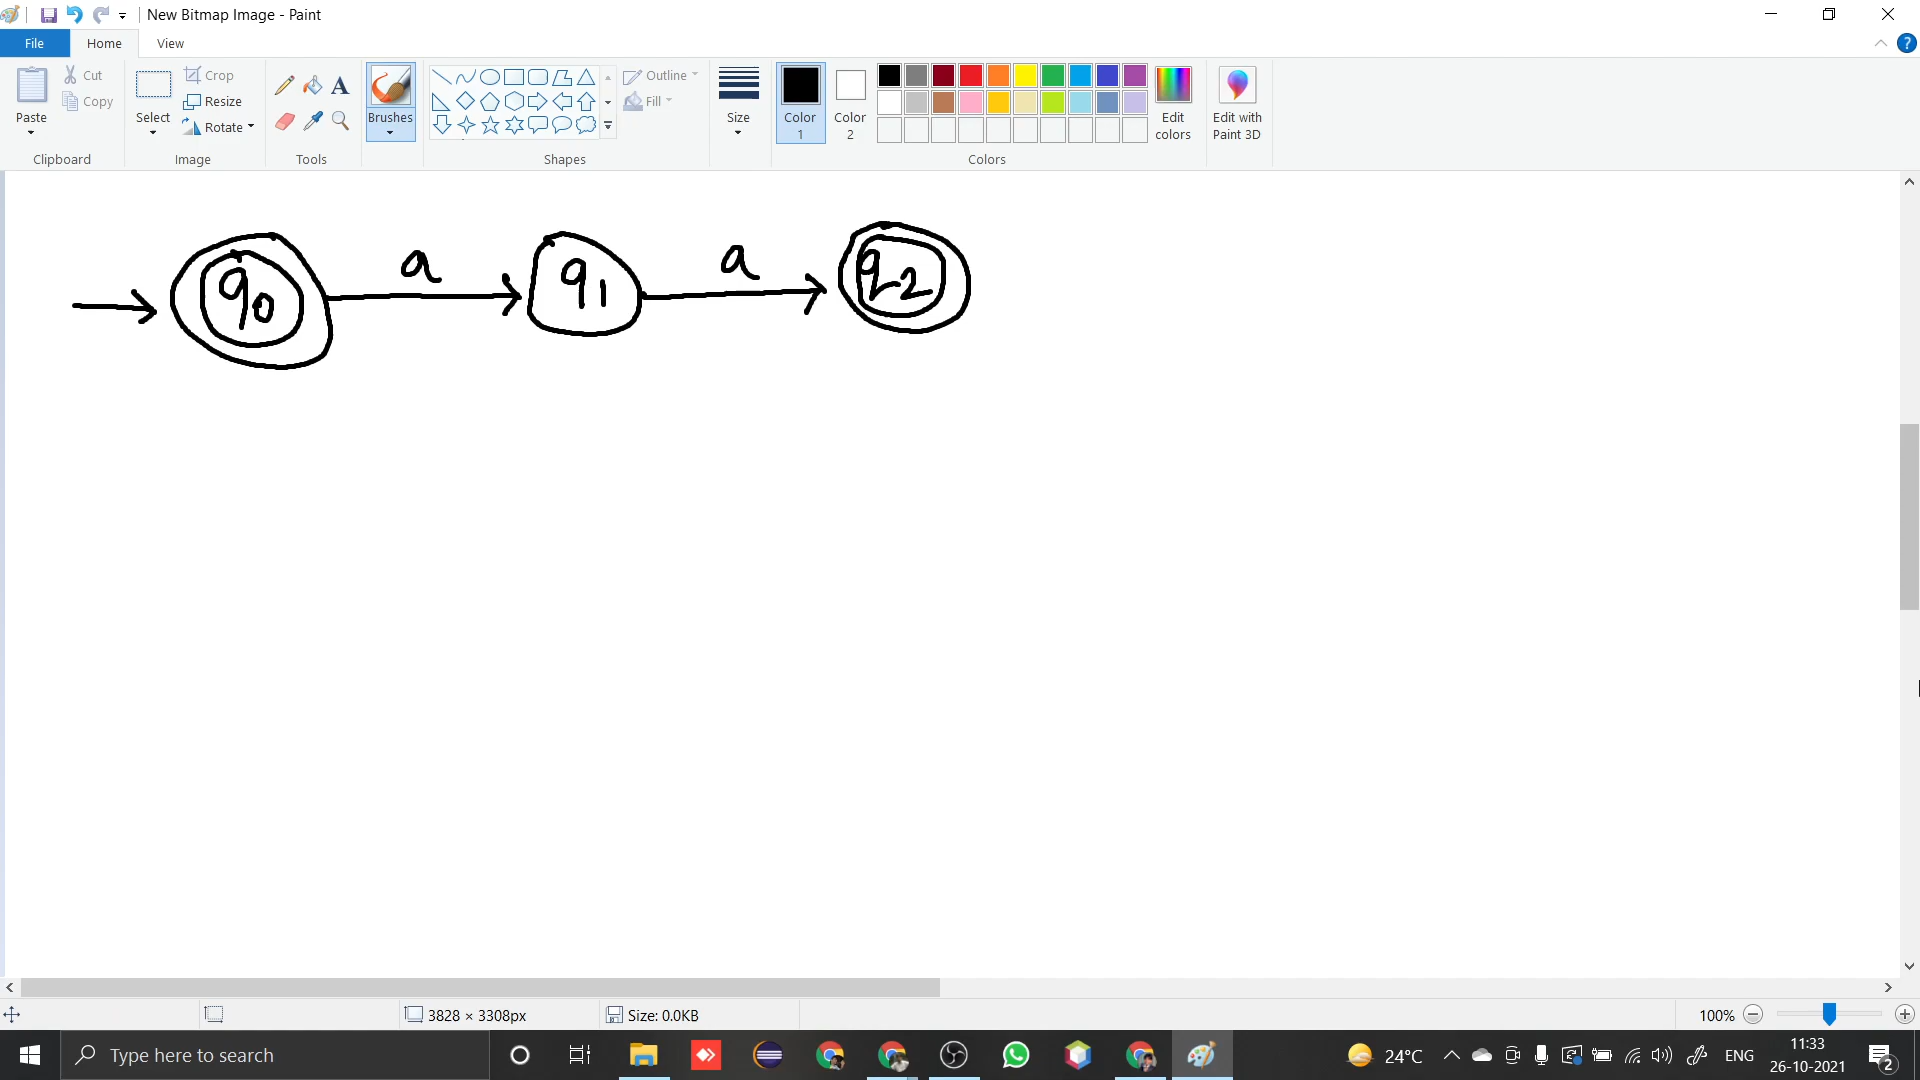 New Bitmap Image - Paint
File Home View
Paste
Cut
Copy
Clipboard
Select
Crop
Resize
Rotate
Image
A
Tools
Brushes
Outline
Fill
Shapes
Size
Color
1
Color
2
Edit
colors
Colors
Edit with
Paint 3D
q0 a q1 a q2
3828 × 3308px
Size: 0.0KB
100%
Type here to search
24°C
ENG
11:33
26-10-2021
2